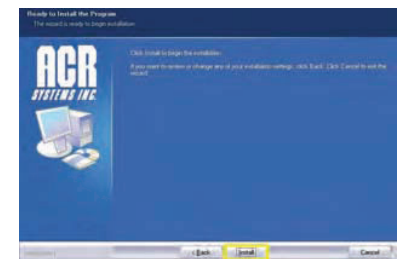 Ready to Install the Program
The wizard is ready to begin installation.
ACR
SYSTEMS INC.
Click Install to begin the installation.
If you want to review or change any of your installation settings, click Back. Click Cancel to exit the
wizard.
< Back
Install
Cancel